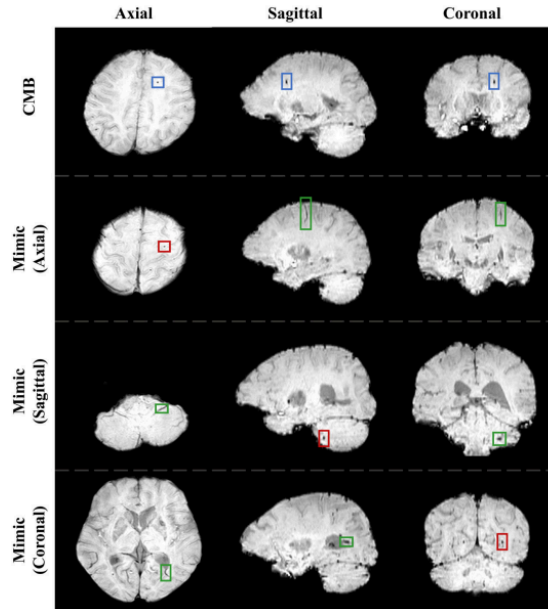 Axial Sagittal Coronal
CMB
Mimic
(Axial)
Mimic
(Sagittal)
Mimic
(Coronal)